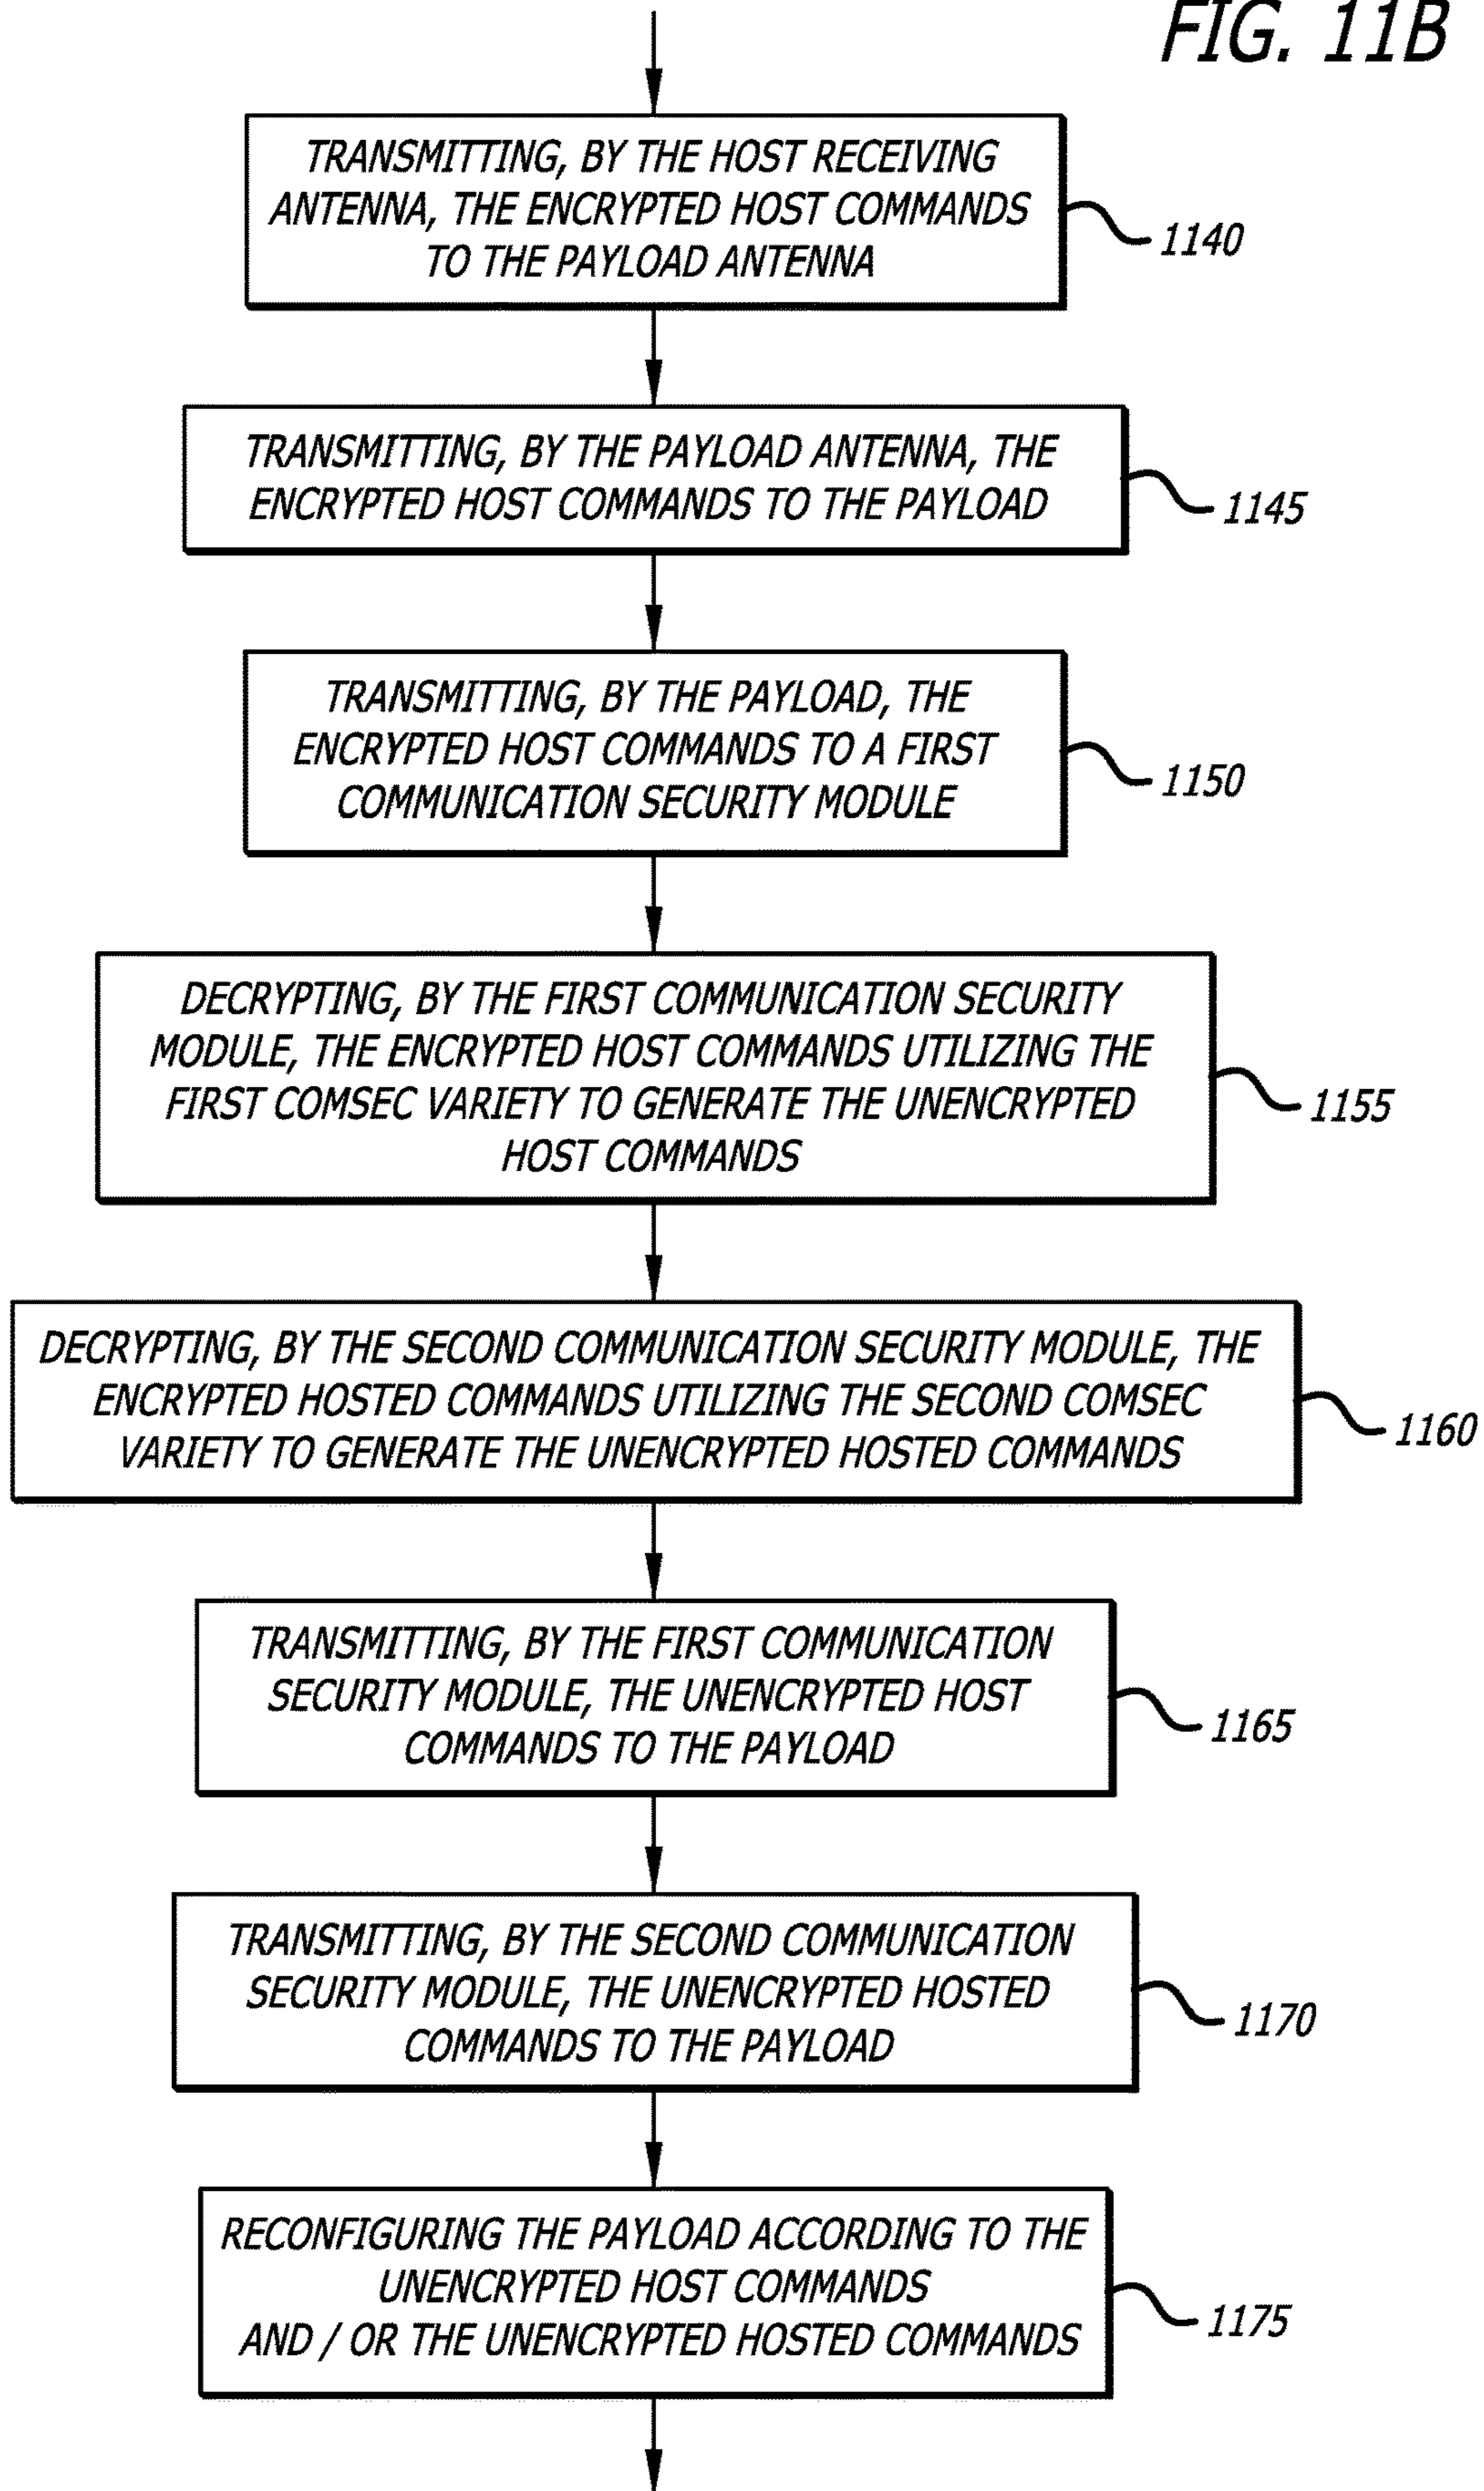 FIG. 11B
TRANSMITTING, BY THE HOST RECEIVING
ANTENNA, THE ENCRYPTED HOST COMMANDS
TO THE PAYLOAD ANTENNA
1140
TRANSMITTING, BY THE PAYLOAD ANTENNA, THE
ENCRYPTED HOST COMMANDS TO THE PAYLOAD
1145
TRANSMITTING, BY THE PAYLOAD, THE
ENCRYPTED HOST COMMANDS TO A FIRST
COMMUNICATION SECURITY MODULE
1150
DECRYPTING, BY THE FIRST COMMUNICATION SECURITY
MODULE, THE ENCRYPTED HOST COMMANDS UTILIZING THE
FIRST COMSEC VARIETY TO GENERATE THE UNENCRYPTED
HOST COMMANDS
1155
DECRYPTING, BY THE SECOND COMMUNICATION SECURITY MODULE, THE
ENCRYPTED HOSTED COMMANDS UTILIZING THE SECOND COMSEC
VARIETY TO GENERATE THE UNENCRYPTED HOSTED COMMANDS
1160
TRANSMITTING, BY THE FIRST COMMUNICATION
SECURITY MODULE, THE UNENCRYPTED HOST
COMMANDS TO THE PAYLOAD
1165
TRANSMITTING, BY THE SECOND COMMUNICATION
SECURITY MODULE, THE UNENCRYPTED HOSTED
COMMANDS TO THE PAYLOAD
1170
RECONFIGURING THE PAYLOAD ACCORDING TO THE
UNENCRYPTED HOST COMMANDS
AND / OR THE UNENCRYPTED HOSTED COMMANDS
1175